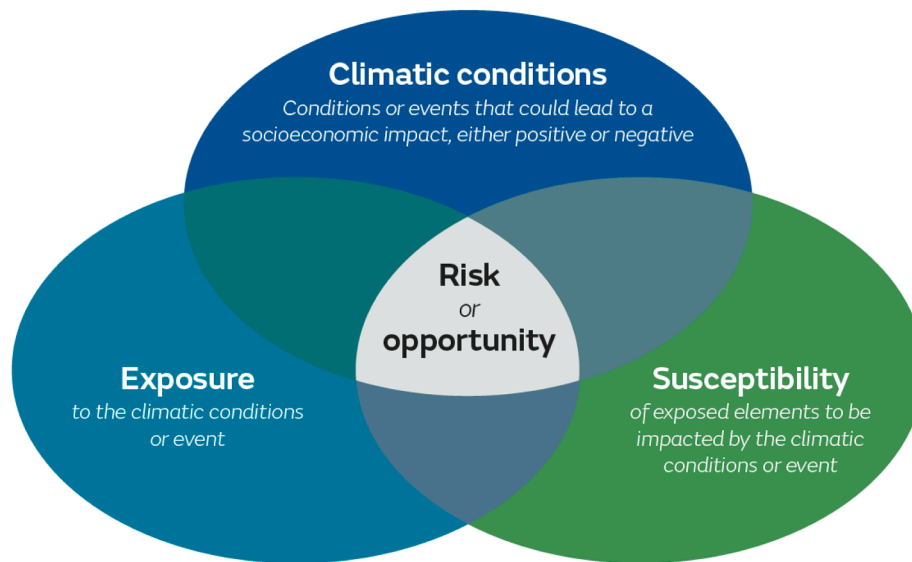 Climatic conditions
Conditions or events that could lead to a
socioeconomic impact, either positive or negative
Risk
or
opportunity
Exposure
to the climatic conditions
or event
Susceptibility
of exposed elements to be
impacted by the climatic
conditions or event